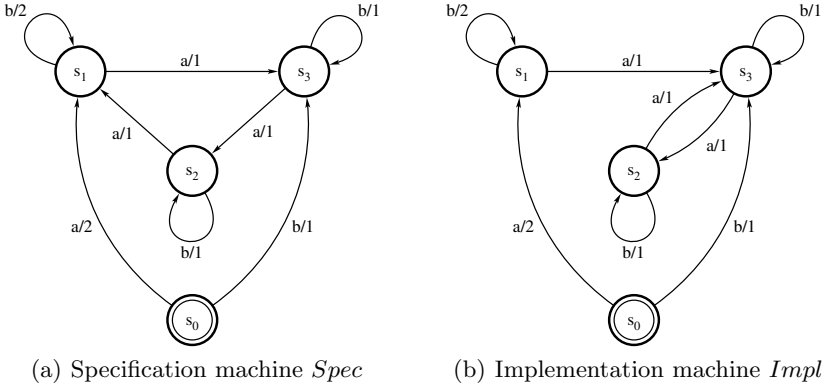 b/2
b/1
s1
a/1
s3
a/1
a/1
s2
b/1
a/2
b/1
s0
(a) Specification machine Spec
b/2
b/1
s1
a/1
s3
a/1
a/1
s2
b/1
a/2
b/1
s0
(b) Implementation machine Impl